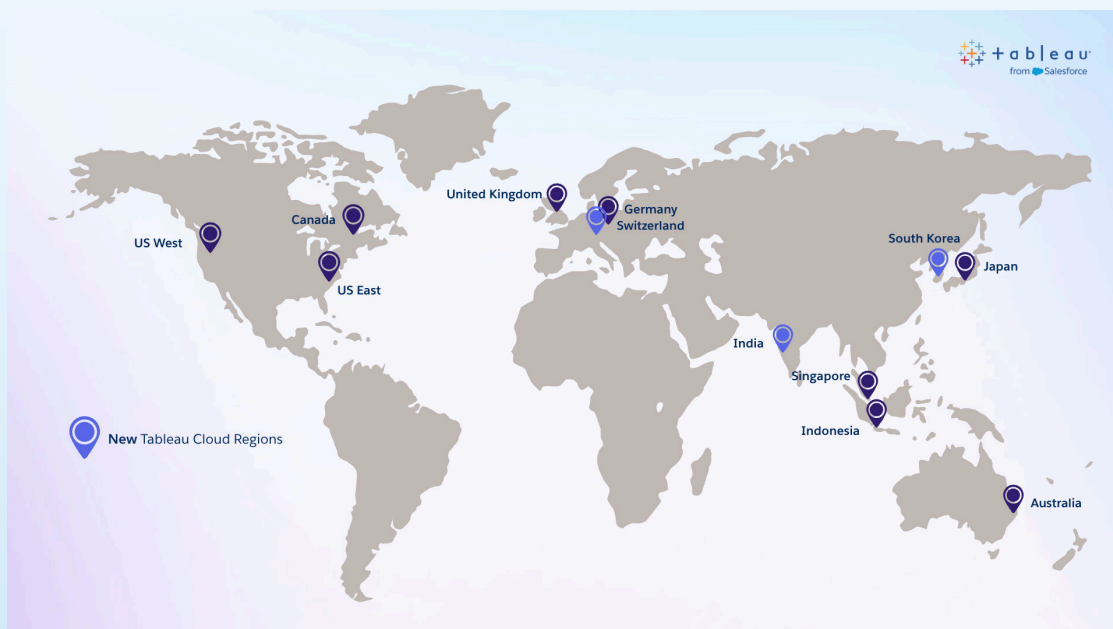 + a b | e a u
from Salesforce
United Kingdom
Germany
Switzerland
Canada
US West
US East
South Korea
Japan
India
Singapore
Indonesia
New Tableau Cloud Regions
Australia